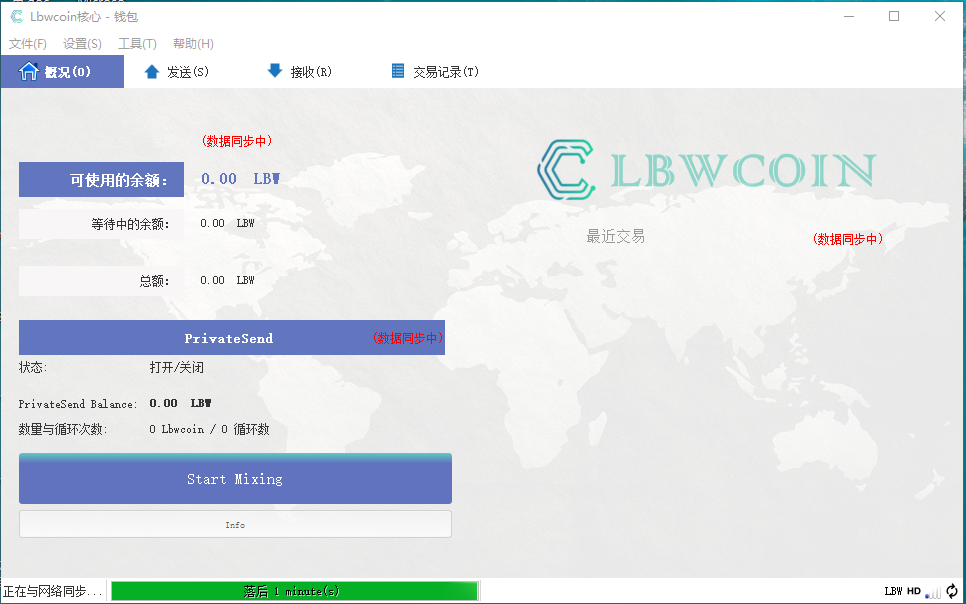 Lbwcoin核心 - 钱包
文件(F) 设置(S) 工具(T) 帮助(H)
概况(O) 发送(S) 接收(R) 交易记录(T)
(数据同步中)
可使用的余额: 0.00 LBW
等待中的余额: 0.00 LBW
总额: 0.00 LBW
LBWCOIN
最近交易 (数据同步中)
PrivateSend (数据同步中)
状态: 打开/关闭
PrivateSend Balance: 0.00 LBW
数量与循环次数: 0 Lbwcoin / 0 循环数
Start Mixing
Info
正在与网络同步... 落后 1 minute(s) LBW HD